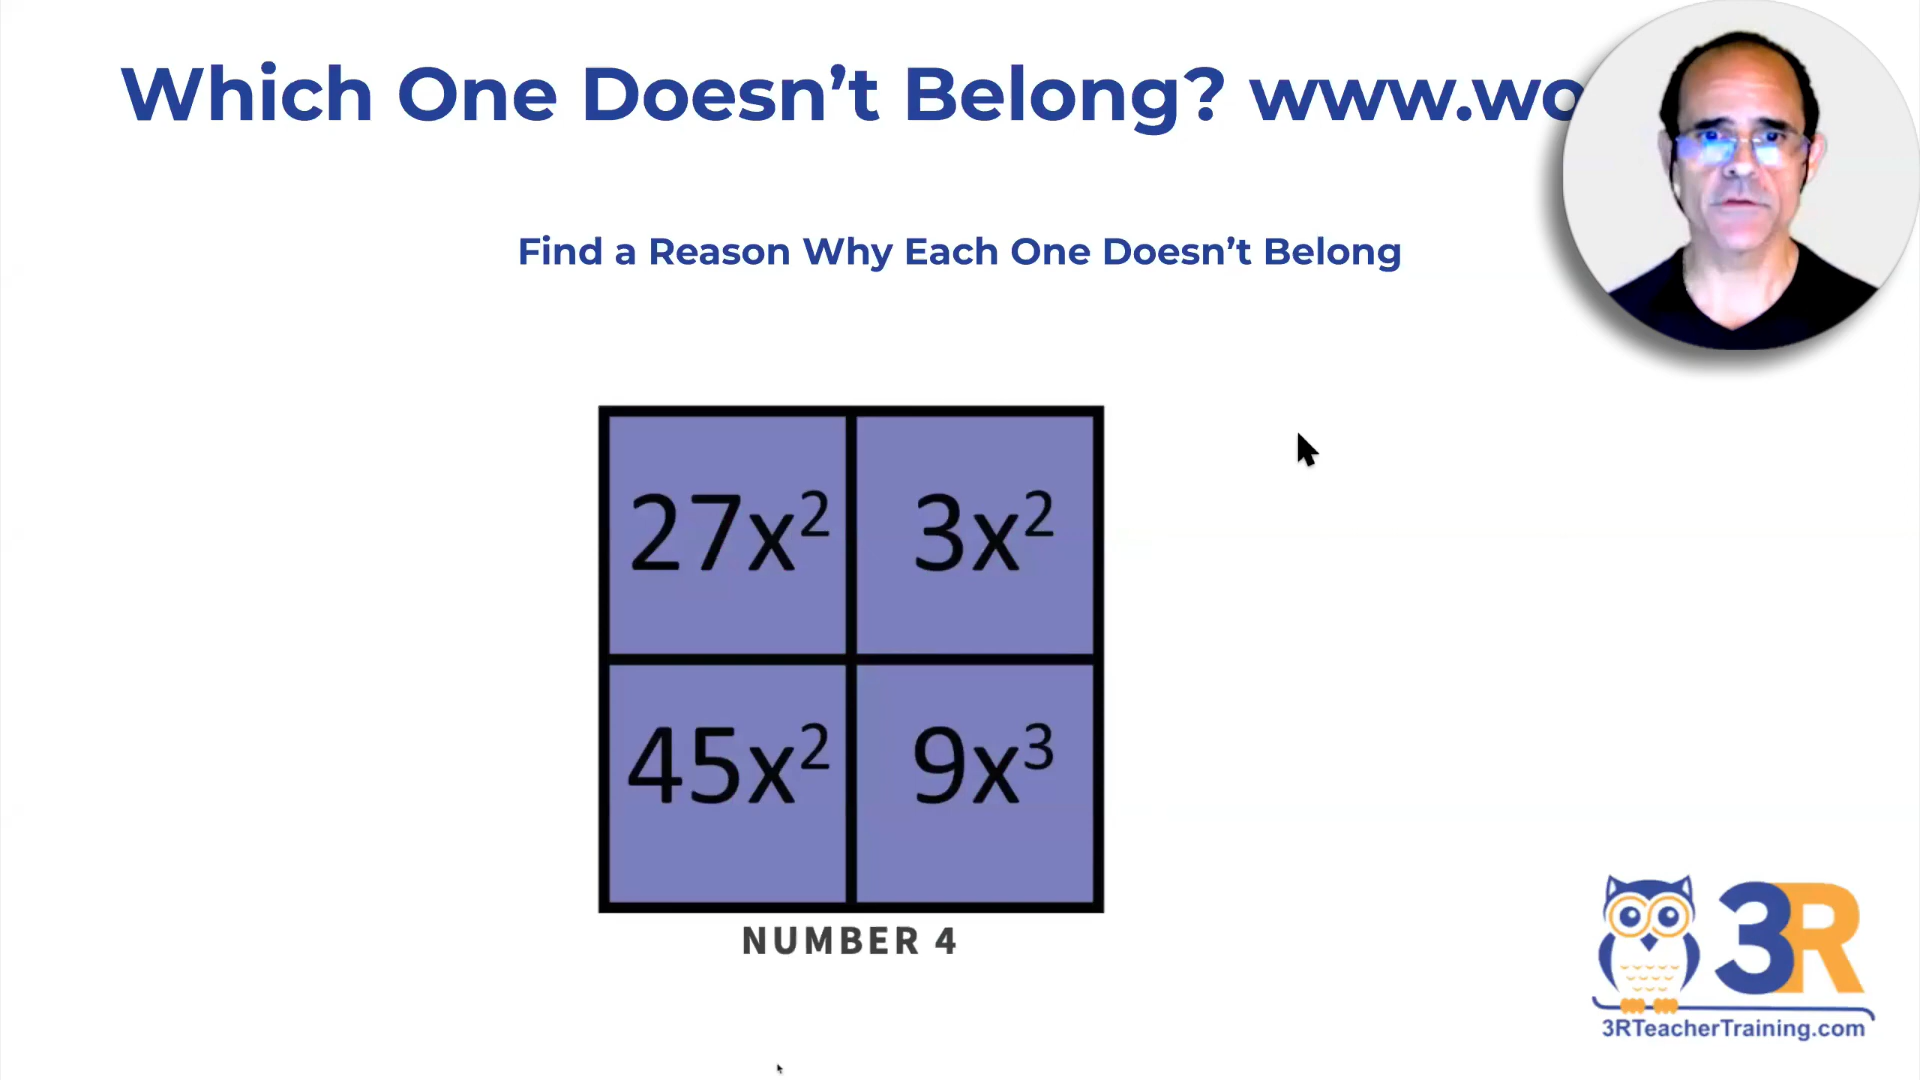 Which One Doesn’t Belong? www.wo
Find a Reason Why Each One Doesn’t Belong
27x² 3x²
45x² 9x³
NUMBER 4
3R
3RTeacherTraining.com